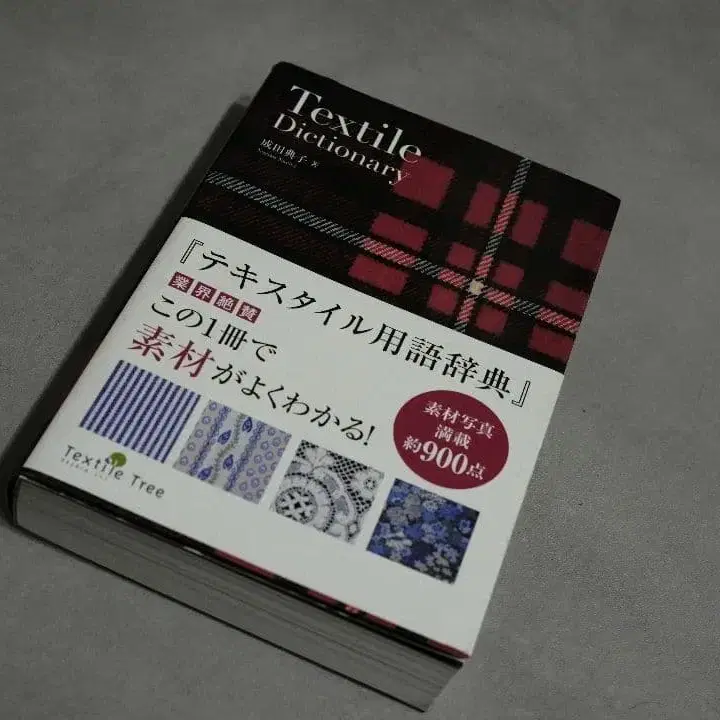 Textile
Dictionary
成田典子 著
『テキスタイル用語辞典』
業界絶賛
この1冊で
素材がよくわかる!
素材写真
満載
約900点
Textile Tree